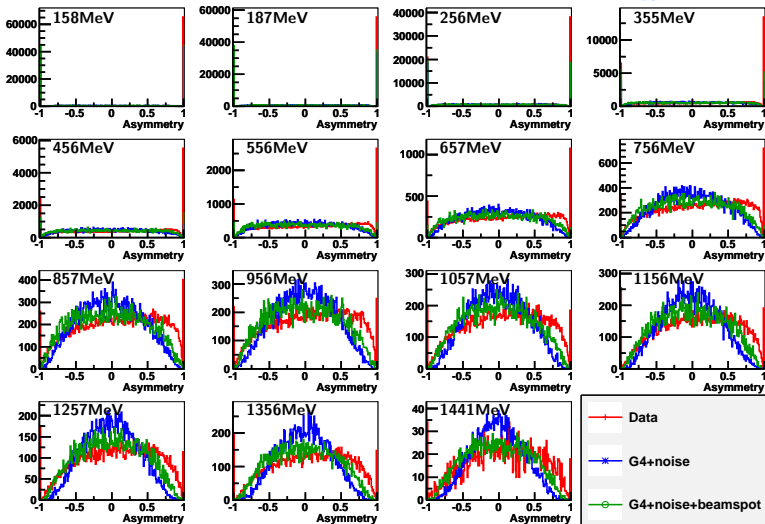 158MeV 187MeV 256MeV 355MeV
70000 60000 50000 40000 30000 20000 10000 0
60000 50000 40000 30000 20000 10000 0
40000 30000 20000 10000 0
10000 5000 0
-1 -0.5 0 0.5 1 -1 -0.5 0 0.5 1 -1 -0.5 0 0.5 1 -1 -0.5 0 0.5 1
Asymmetry Asymmetry Asymmetry Asymmetry
456MeV 556MeV 657MeV 756MeV
6000 4000 2000 0
2000 1000 0
1000 500 0
600 400 200 0
-1 -0.5 0 0.5 1 -1 -0.5 0 0.5 1 -1 -0.5 0 0.5 1 -1 -0.5 0 0.5 1
Asymmetry Asymmetry Asymmetry Asymmetry
857MeV 956MeV 1057MeV 1156MeV
400 300 200 100 0
300 200 100 0
300 200 100 0
300 200 100 0
-1 -0.5 0 0.5 1 -1 -0.5 0 0.5 1 -1 -0.5 0 0.5 1 -1 -0.5 0 0.5 1
Asymmetry Asymmetry Asymmetry Asymmetry
1257MeV 1356MeV 1441MeV
200 150 100 50 0
200 100 0
40 30 20 10 0
-1 -0.5 0 0.5 1 -1 -0.5 0 0.5 1 -1 -0.5 0 0.5 1
Asymmetry Asymmetry Asymmetry
Data
G4+noise
G4+noise+beamspot